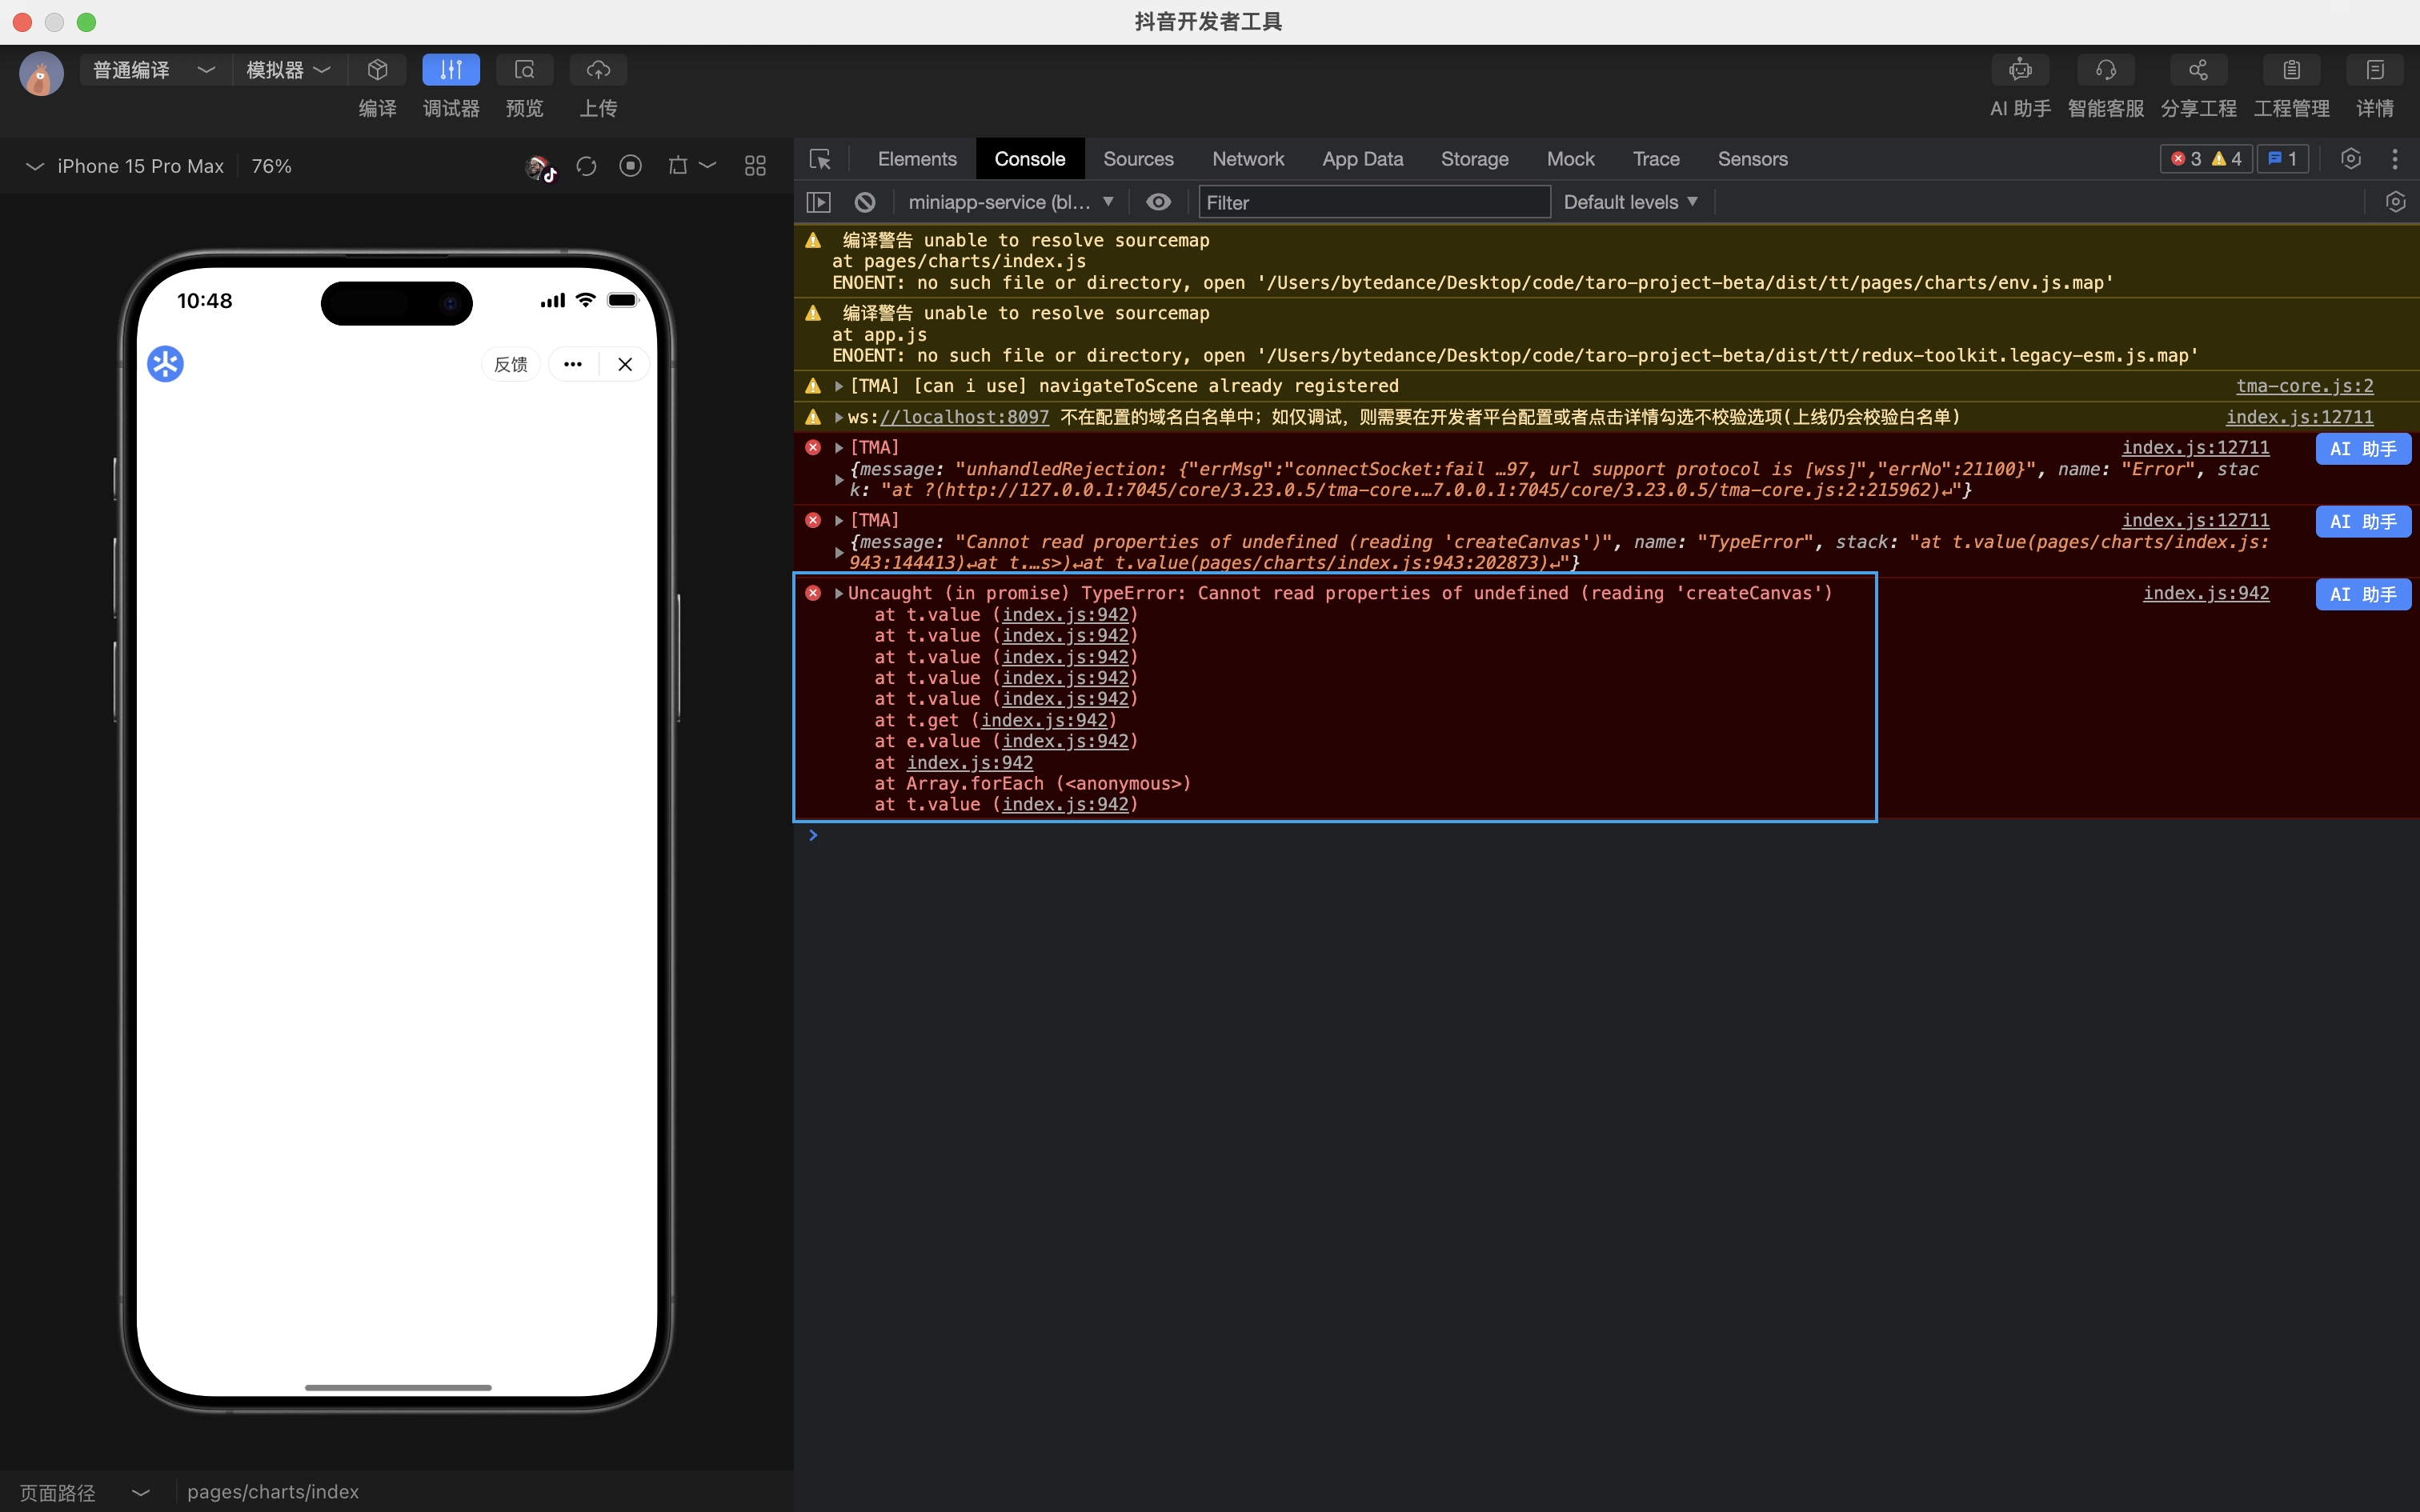 抖音开发者工具
普通编译
模拟器
编译
调试器
预览
上传
AI 助手
智能客服
分享工程
工程管理
详情
iPhone 15 Pro Max
76%
10:48
反馈
页面路径
pages/charts/index
Elements
Console
Sources
Network
App Data
Storage
Mock
Trace
Sensors
3
4
1
miniapp-service (bl...
Filter
Default levels
编译警告 unable to resolve sourcemap
at pages/charts/index.js
ENOENT: no such file or directory, open '/Users/bytedance/Desktop/code/taro-project-beta/dist/tt/pages/charts/env.js.map'
编译警告 unable to resolve sourcemap
at app.js
ENOENT: no such file or directory, open '/Users/bytedance/Desktop/code/taro-project-beta/dist/tt/redux-toolkit.legacy-esm.js.map'
[TMA] [can i use] navigateToScene already registered
tma-core.js:2
ws://localhost:8097 不在配置的域名白名单中；如仅调试，则需要在开发者平台配置或者点击详情勾选不校验选项(上线仍会校验白名单)
index.js:12711
[TMA]
index.js:12711
AI 助手
{message: "unhandledRejection: {"errMsg":"connectSocket:fail …97, url support protocol is [wss]","errNo":21100}", name: "Error", stac
k: "at ?(http://127.0.0.1:7045/core/3.23.0.5/tma-core.…7.0.0.1:7045/core/3.23.0.5/tma-core.js:2:215962)↵"}
[TMA]
index.js:12711
AI 助手
{message: "Cannot read properties of undefined (reading 'createCanvas')", name: "TypeError", stack: "at t.value(pages/charts/index.js:
943:144413)↵at t.…s>)↵at t.value(pages/charts/index.js:943:202873)↵"}
Uncaught (in promise) TypeError: Cannot read properties of undefined (reading 'createCanvas')
index.js:942
AI 助手
at t.value (index.js:942)
at t.value (index.js:942)
at t.value (index.js:942)
at t.value (index.js:942)
at t.value (index.js:942)
at t.get (index.js:942)
at e.value (index.js:942)
at index.js:942
at Array.forEach (<anonymous>)
at t.value (index.js:942)